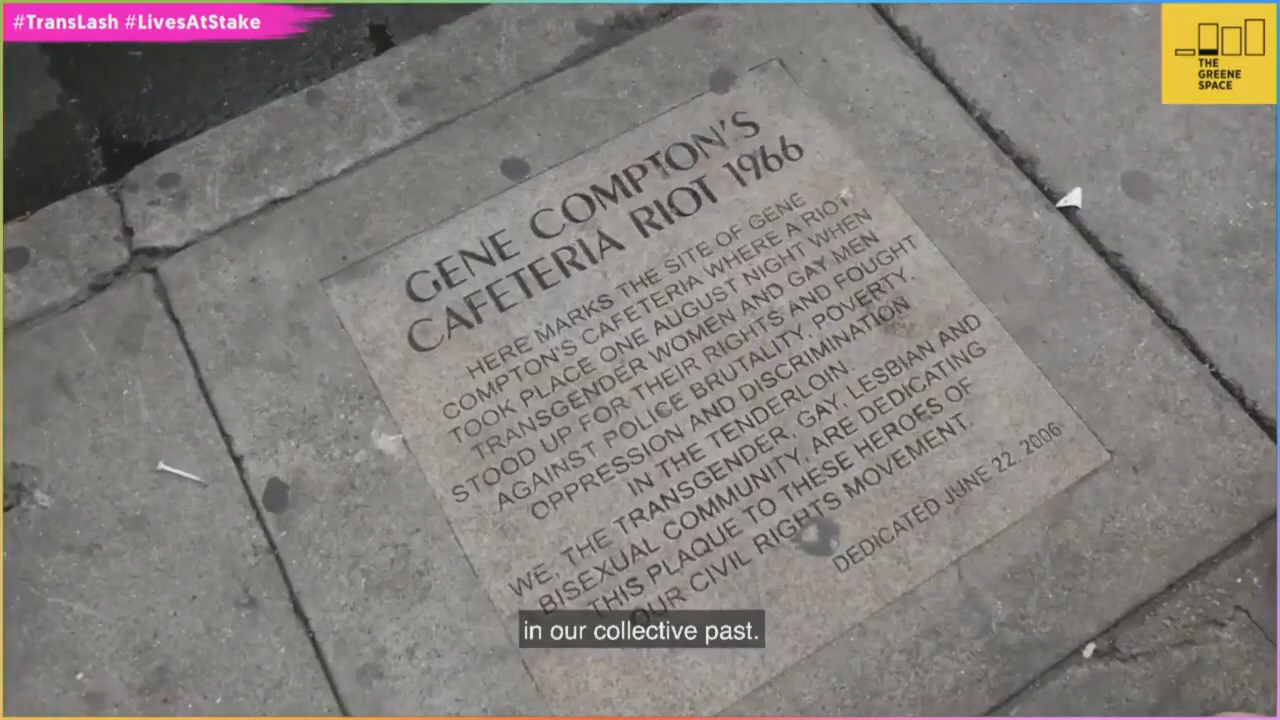 #TransLash #LivesAtStake
THE
GREENE
SPACE
GENE COMPTON'S
CAFETERIA RIOT 1966
HERE MARKS THE SITE OF GENE
COMPTON'S CAFETERIA WHERE A RIOT
TOOK PLACE ONE AUGUST NIGHT WHEN
TRANSGENDER WOMEN AND GAY MEN
STOOD UP FOR THEIR RIGHTS AND FOUGHT
AGAINST POLICE BRUTALITY, POVERTY,
OPPRESSION AND DISCRIMINATION
IN THE TENDERLOIN.
WE, THE TRANSGENDER, GAY, LESBIAN AND
BISEXUAL COMMUNITY, ARE DEDICATING
THIS PLAQUE TO THESE HEROES OF
OUR CIVIL RIGHTS MOVEMENT.
DEDICATED JUNE 22, 2006
in our collective past.